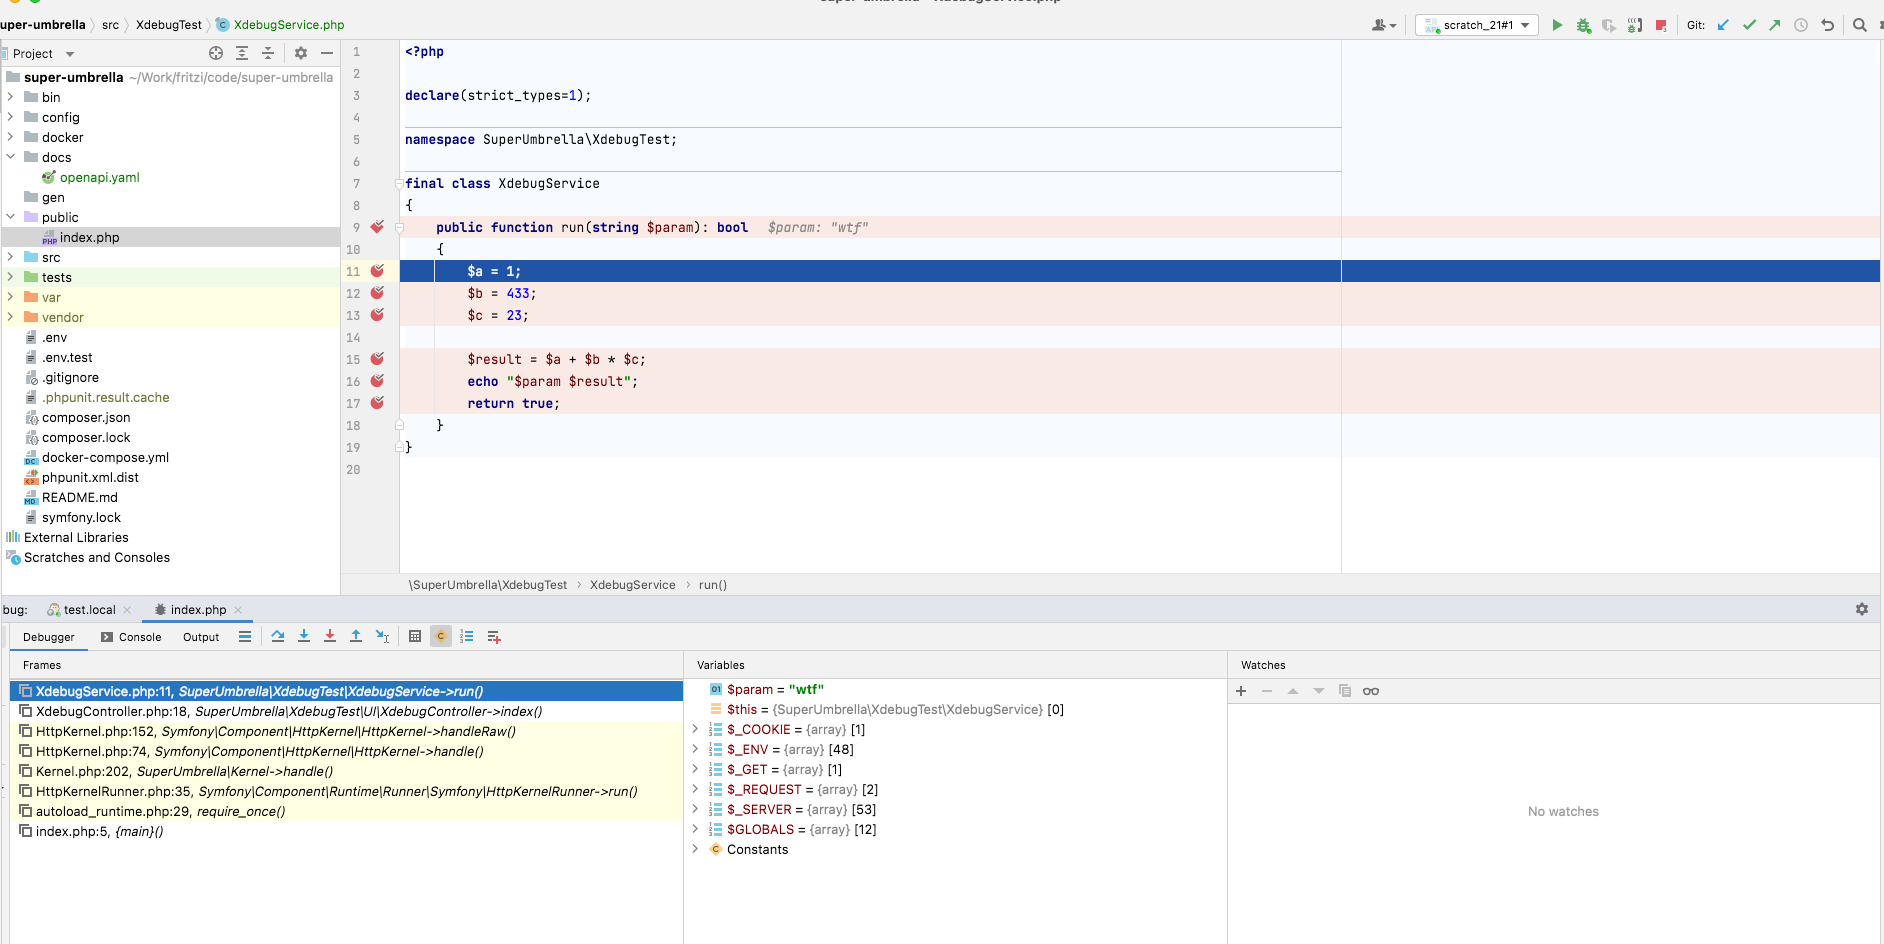 uper-umbrella src XdebugTest XdebugService.php scratch_21#1 Git:
Project
super-umbrella ~/Work/fritzi/code/super-umbrella
bin
config
docker
docs
openapi.yaml
gen
public
index.php
src
tests
var
vendor
.env
.env.test
.gitignore
.phpunit.result.cache
composer.json
composer.lock
docker-compose.yml
phpunit.xml.dist
README.md
symfony.lock
External Libraries
Scratches and Consoles
1 <?php
2
3 declare(strict_types=1);
4
5 namespace SuperUmbrella\XdebugTest;
6
7 final class XdebugService
8 {
9 public function run(string $param): bool $param: "wtf"
10 {
11 $a = 1;
12 $b = 433;
13 $c = 23;
14
15 $result = $a + $b * $c;
16 echo "$param $result";
17 return true;
18 }
19 }
20
\SuperUmbrella\XdebugTest › XdebugService › run()
bug: test.local index.php
Debugger Console Output
Frames
XdebugService.php:11, SuperUmbrella\XdebugTest\XdebugService->run()
XdebugController.php:18, SuperUmbrella\XdebugTest\UI\XdebugController->index()
HttpKernel.php:152, Symfony\Component\HttpKernel\HttpKernel->handleRaw()
HttpKernel.php:74, Symfony\Component\HttpKernel\HttpKernel->handle()
Kernel.php:202, SuperUmbrella\Kernel->handle()
HttpKernelRunner.php:35, Symfony\Component\Runtime\Runner\Symfony\HttpKernelRunner->run()
autoload_runtime.php:29, require_once()
index.php:5, {main}()
Variables
$param = "wtf"
$this = {SuperUmbrella\XdebugTest\XdebugService} [0]
$_COOKIE = {array} [1]
$_ENV = {array} [48]
$_GET = {array} [1]
$_REQUEST = {array} [2]
$_SERVER = {array} [53]
$GLOBALS = {array} [12]
Constants
Watches
No watches